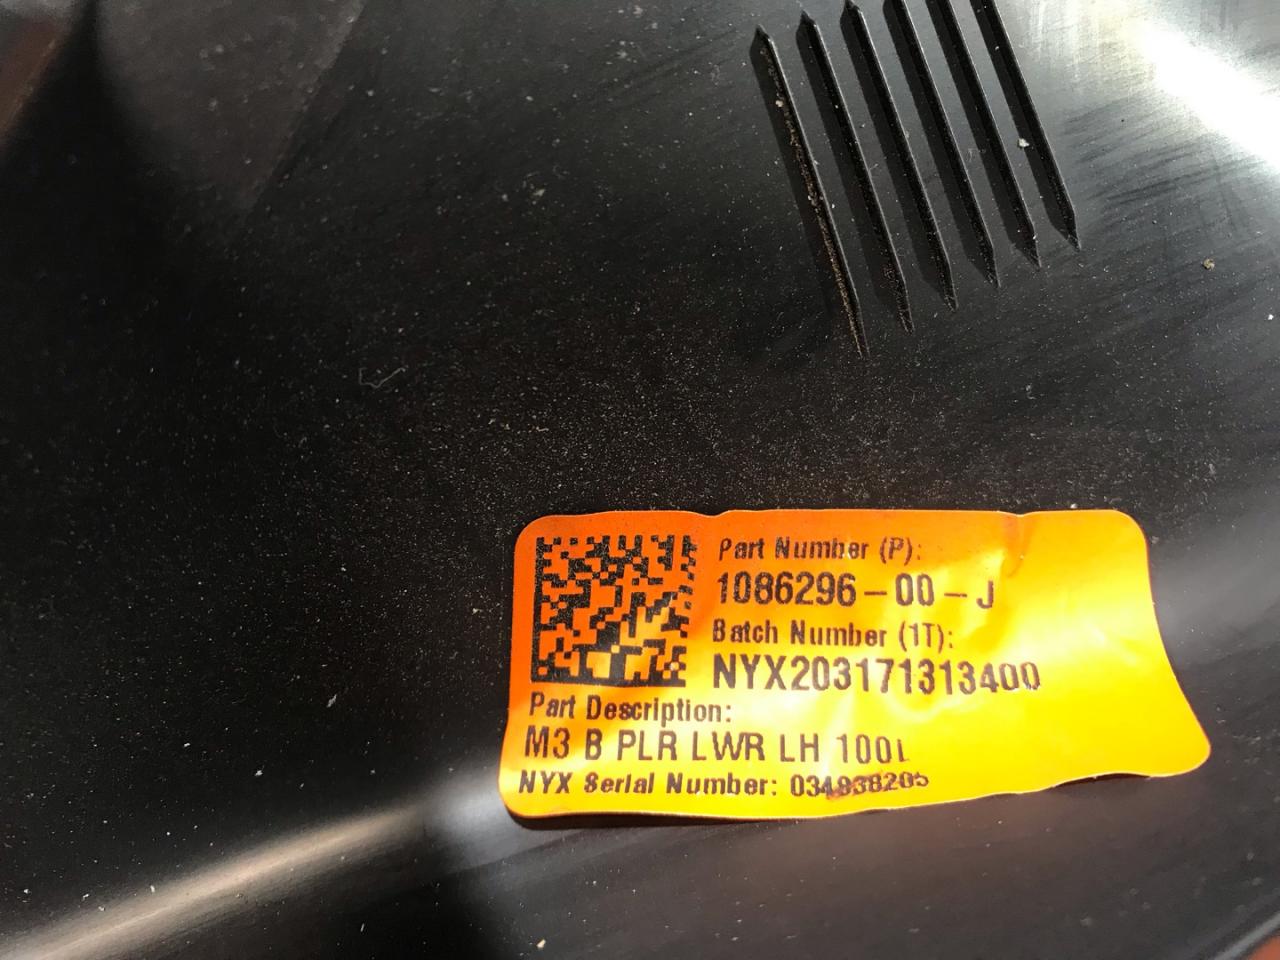 Part Number (P):
1086296-00-J
Batch Number (1T):
NYX203171313400
Part Description:
M3 B PLR LWR LH 100L
NYX Serial Number: 034938205